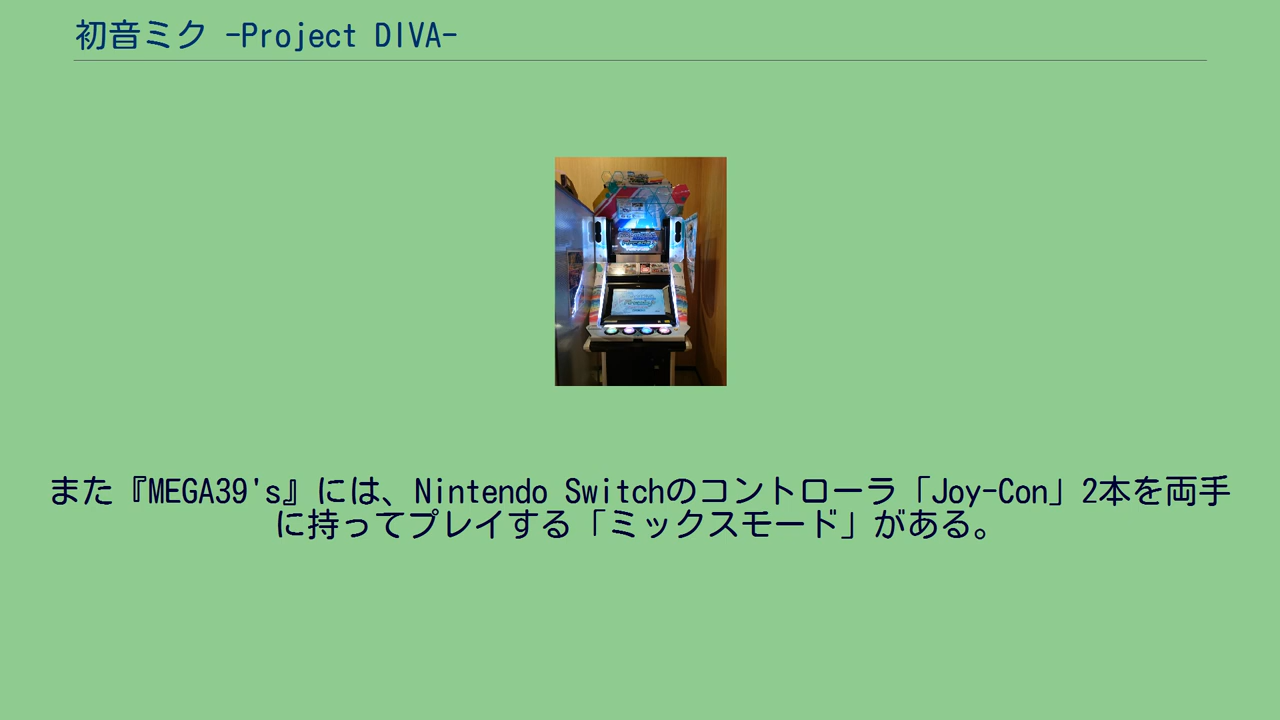 初音ミク -Project DIVA-
また『MEGA39's』には、Nintendo Switchのコントローラ「Joy-Con」2本を両手
に持ってプレイする「ミックスモード」がある。